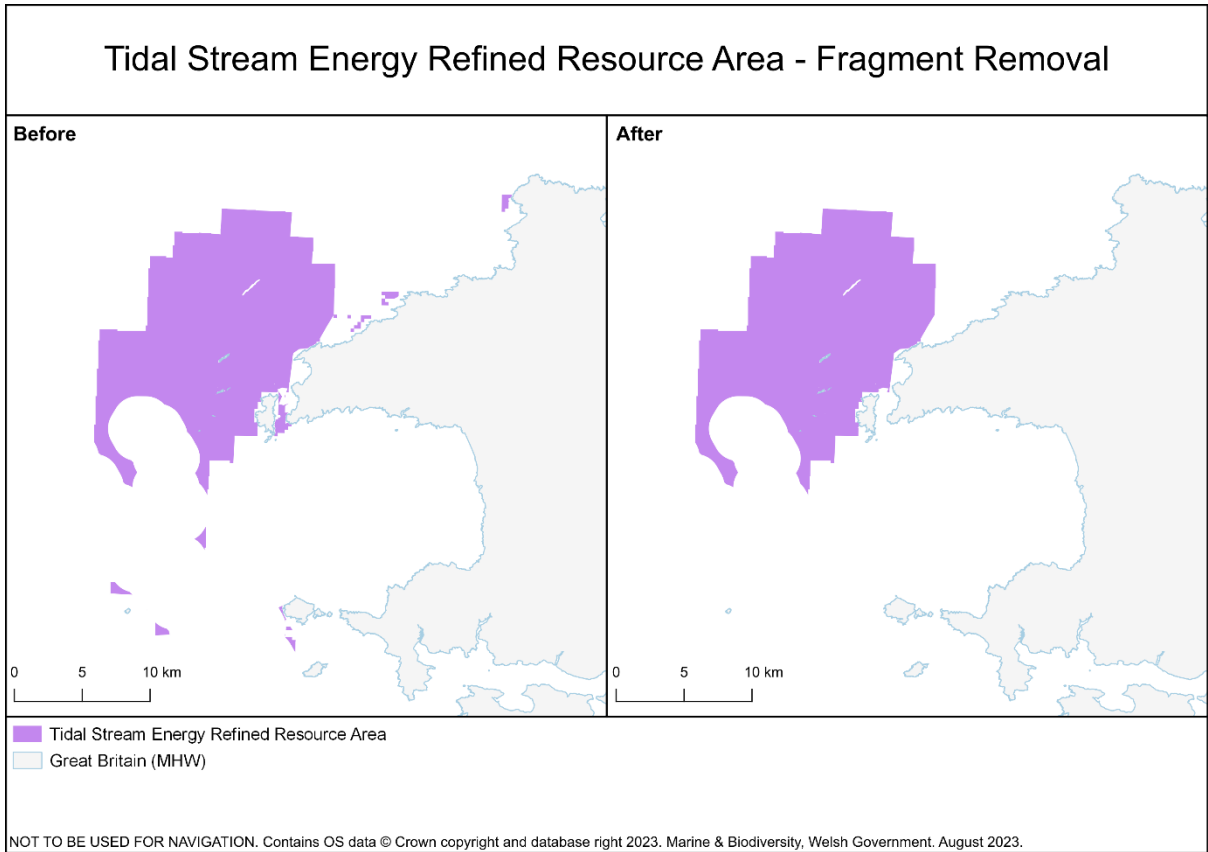 Tidal Stream Energy Refined Resource Area - Fragment Removal
Before
After
0 5 10 km
0 5 10 km
Tidal Stream Energy Refined Resource Area
Great Britain (MHW)
NOT TO BE USED FOR NAVIGATION. Contains OS data © Crown copyright and database right 2023. Marine & Biodiversity, Welsh Government. August 2023.